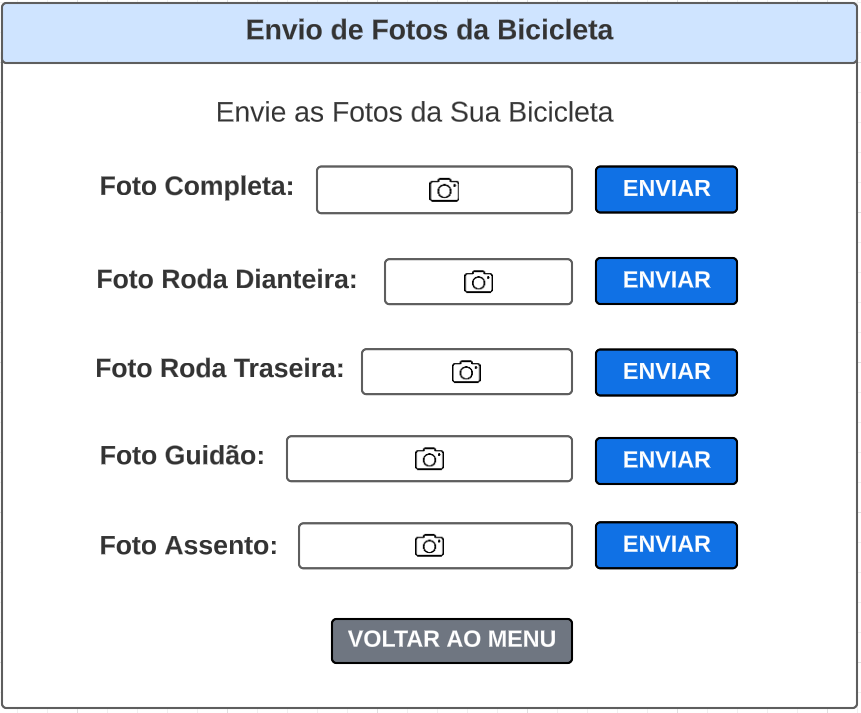 Envio de Fotos da Bicicleta
Envie as Fotos da Sua Bicicleta
Foto Completa: ENVIAR
Foto Roda Dianteira: ENVIAR
Foto Roda Traseira: ENVIAR
Foto Guidão: ENVIAR
Foto Assento: ENVIAR
VOLTAR AO MENU